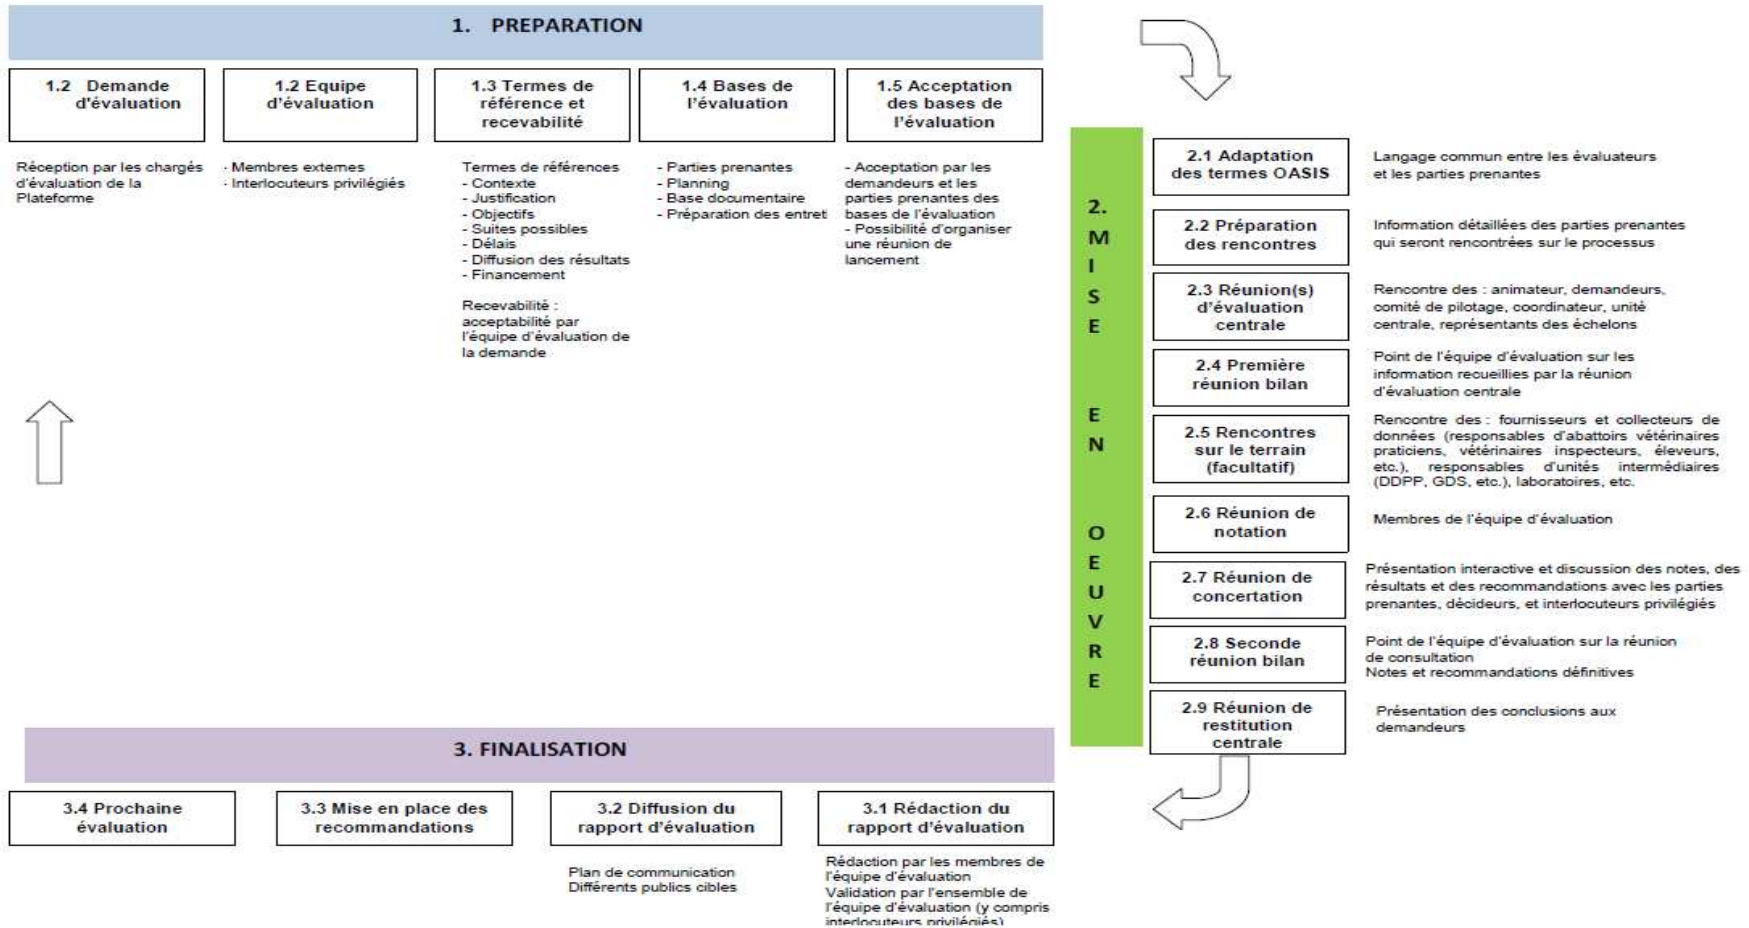 1. PREPARATION
1.2 Demande
d'évaluation
Réception par les chargés
d'évaluation de la
Plateforme
1.2 Equipe
d'évaluation
- Membres externes
- Interlocuteurs privilégiés
1.3 Termes de
référence et
recevabilité
Termes de références
- Contexte
- Justification
- Objectifs
- Suites possibles
- Délais
- Diffusion des résultats
- Financement
Recevabilité :
acceptabilité par
l'équipe d'évaluation de
la demande
1.4 Bases de
l'évaluation
- Parties prenantes
- Planning
- Base documentaire
- Préparation des entreti
1.5 Acceptation
des bases de
l'évaluation
- Acceptation par les
demandeurs et les
parties prenantes des
bases de l'évaluation
- Possibilité d'organiser
une réunion de
lancement
2.
M
I
S
E
E
N
O
E
U
V
R
E
2.1 Adaptation
des termes OASIS
Langage commun entre les évaluateurs
et les parties prenantes
2.2 Préparation
des rencontres
Information détaillées des parties prenantes
qui seront rencontrées sur le processus
2.3 Réunion(s)
d'évaluation
centrale
Rencontre des : animateur, demandeurs,
comité de pilotage, coordinateur, unité
centrale, représentants des échelons
2.4 Première
réunion bilan
Point de l'équipe d'évaluation sur les
information recueillies par la réunion
d'évaluation centrale
2.5 Rencontres
sur le terrain
(facultatif)
Rencontre des : fournisseurs et collecteurs de
données (responsables d'abattoirs vétérinaires
praticiens, vétérinaires inspecteurs, éleveurs,
etc.), responsables d'unités intermédiaires
(DDPP, GDS, etc.), laboratoires, etc.
2.6 Réunion de
notation
Membres de l'équipe d'évaluation
2.7 Réunion de
concertation
Présentation interactive et discussion des notes, des
résultats et des recommandations avec les parties
prenantes, décideurs, et interlocuteurs privilégiés
2.8 Seconde
réunion bilan
Point de l'équipe d'évaluation sur la réunion
de consultation
Notes et recommandations définitives
2.9 Réunion de
restitution
centrale
Présentation des conclusions aux
demandeurs
3. FINALISATION
3.4 Prochaine
évaluation
3.3 Mise en place des
recommandations
3.2 Diffusion du
rapport d'évaluation
Plan de communication
Différents publics cibles
3.1 Rédaction du
rapport d'évaluation
Rédaction par les membres de
l'équipe d'évaluation
Validation par l'ensemble de
l'équipe d'évaluation (y compris
interlocuteurs privilégiés)